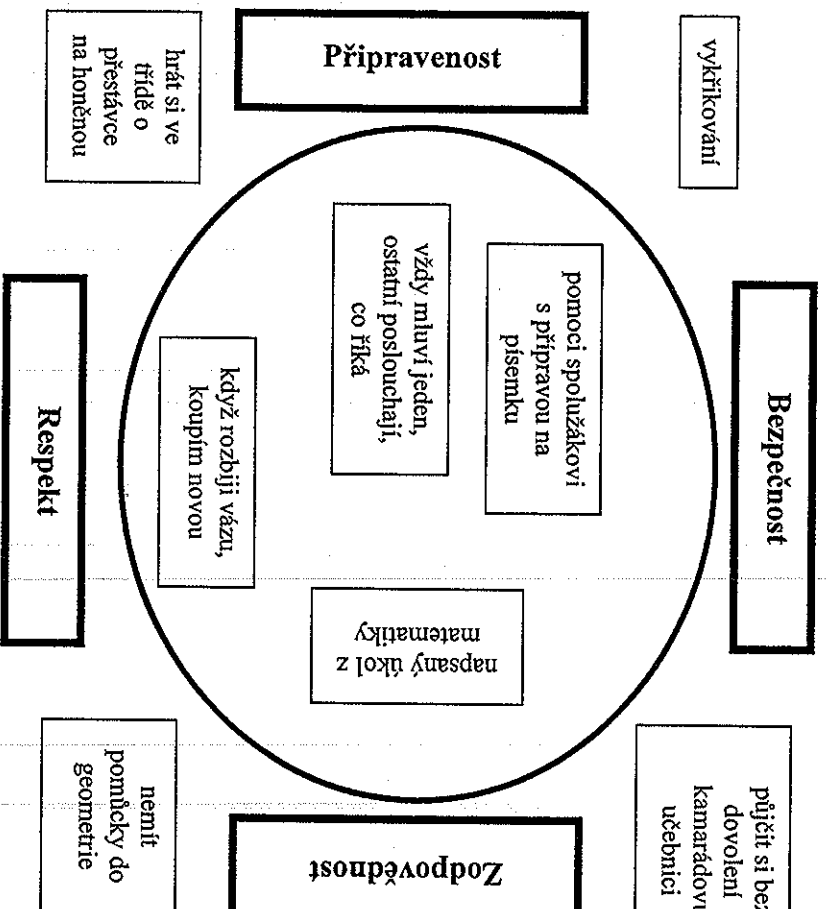 Připravenost
vykřikování
hrát si ve
třídě o
přestávce
na honěnou
pomoci spolužákovi
s přípravou na
písemku
vždy mluví jeden,
ostatní poslouchají,
co říká
Bezpečnost
když rozbiji vázu,
koupím novou
Respekt
napsaný úkol z
matematiky
půjčit si bez
dovolení
kamarádovu
učebnici
nemít
pomůcky do
geometrie
Zodpovědnost